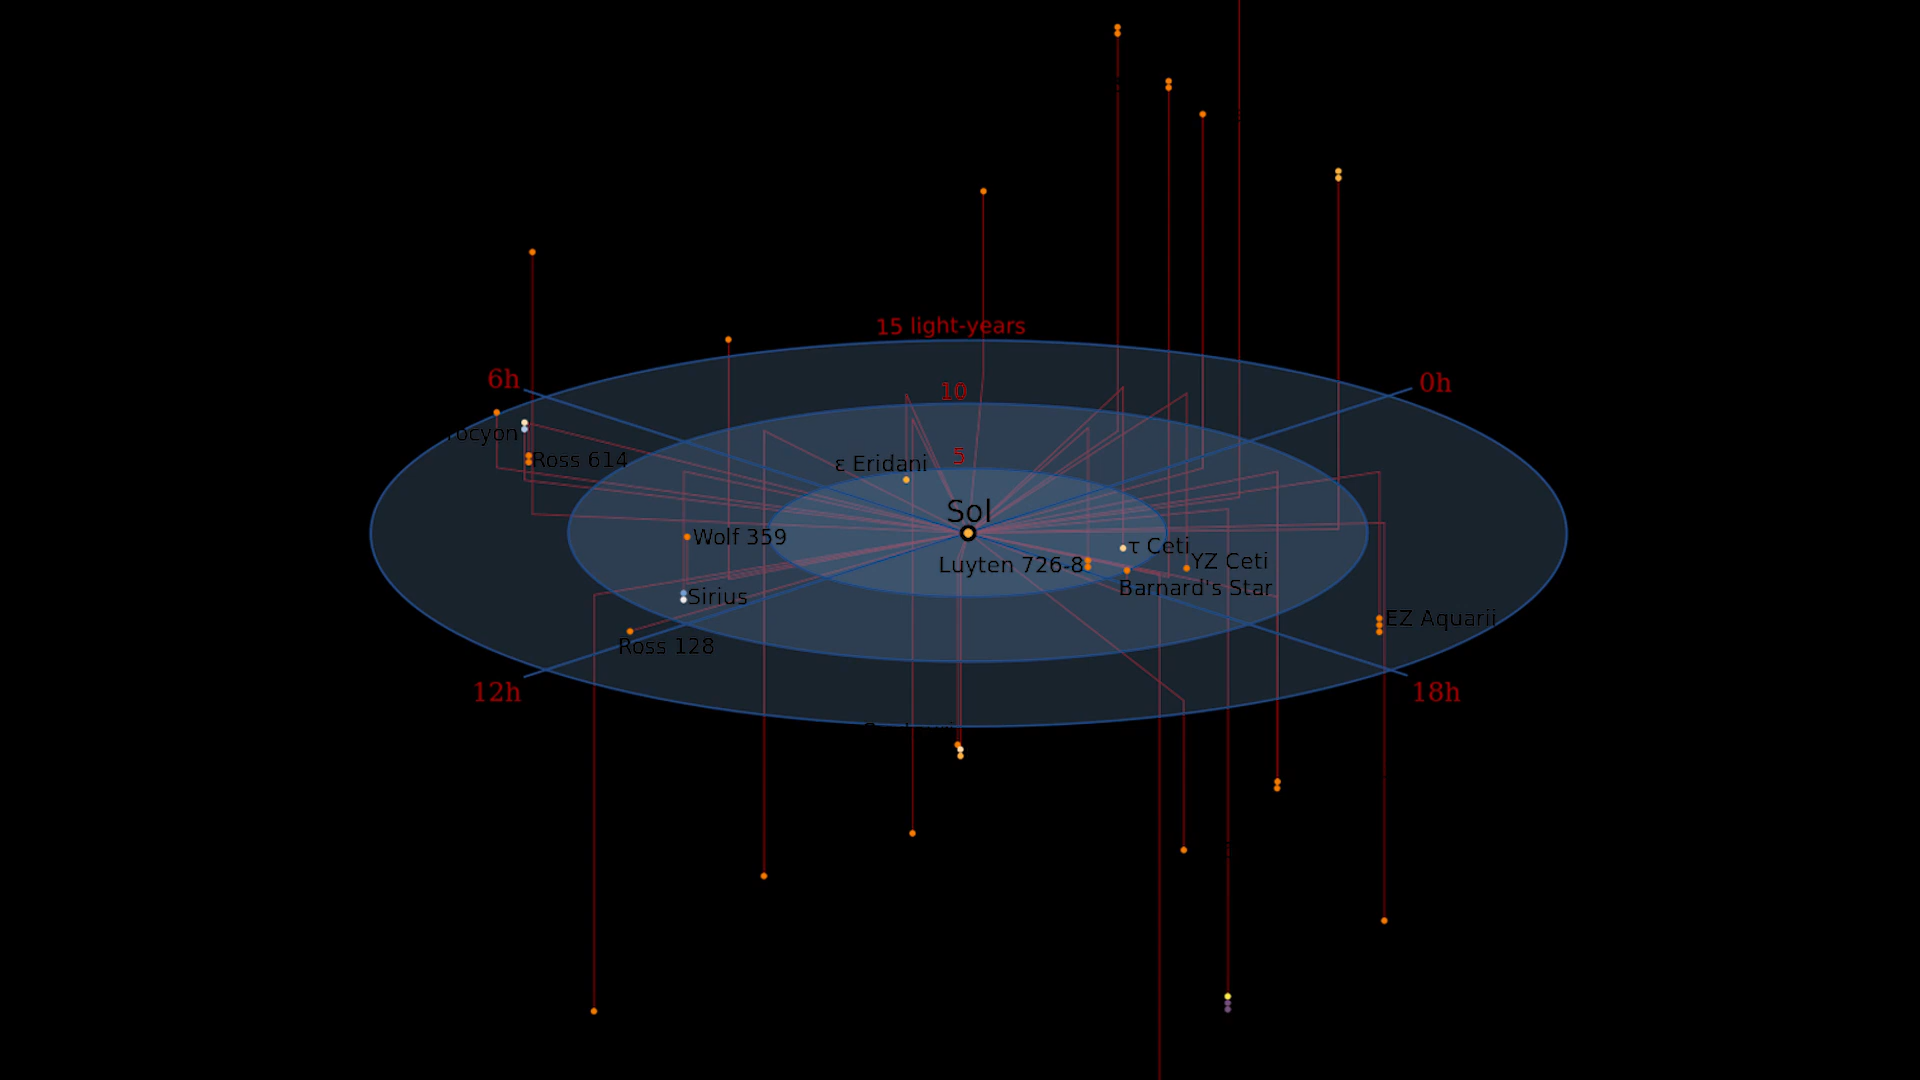 15 light-years
6h
0h
10
Ross 614
5
ε Eridani
Sol
Wolf 359
τ Ceti
Luyten 726-8
YZ Ceti
Barnard's Star
Sirius
EZ Aquarii
Ross 128
12h
18h